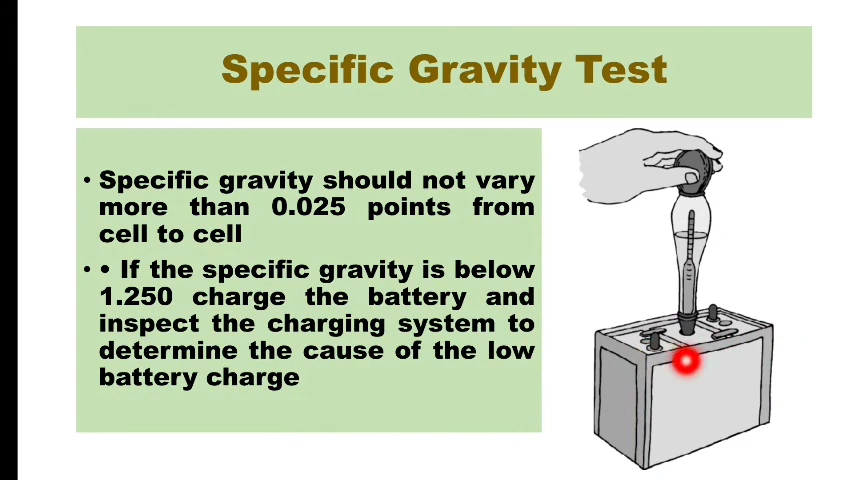 Specific Gravity Test
• Specific gravity should not vary
more than 0.025 points from
cell to cell
• • If the specific gravity is below
1.250 charge the battery and
inspect the charging system to
determine the cause of the low
battery charge